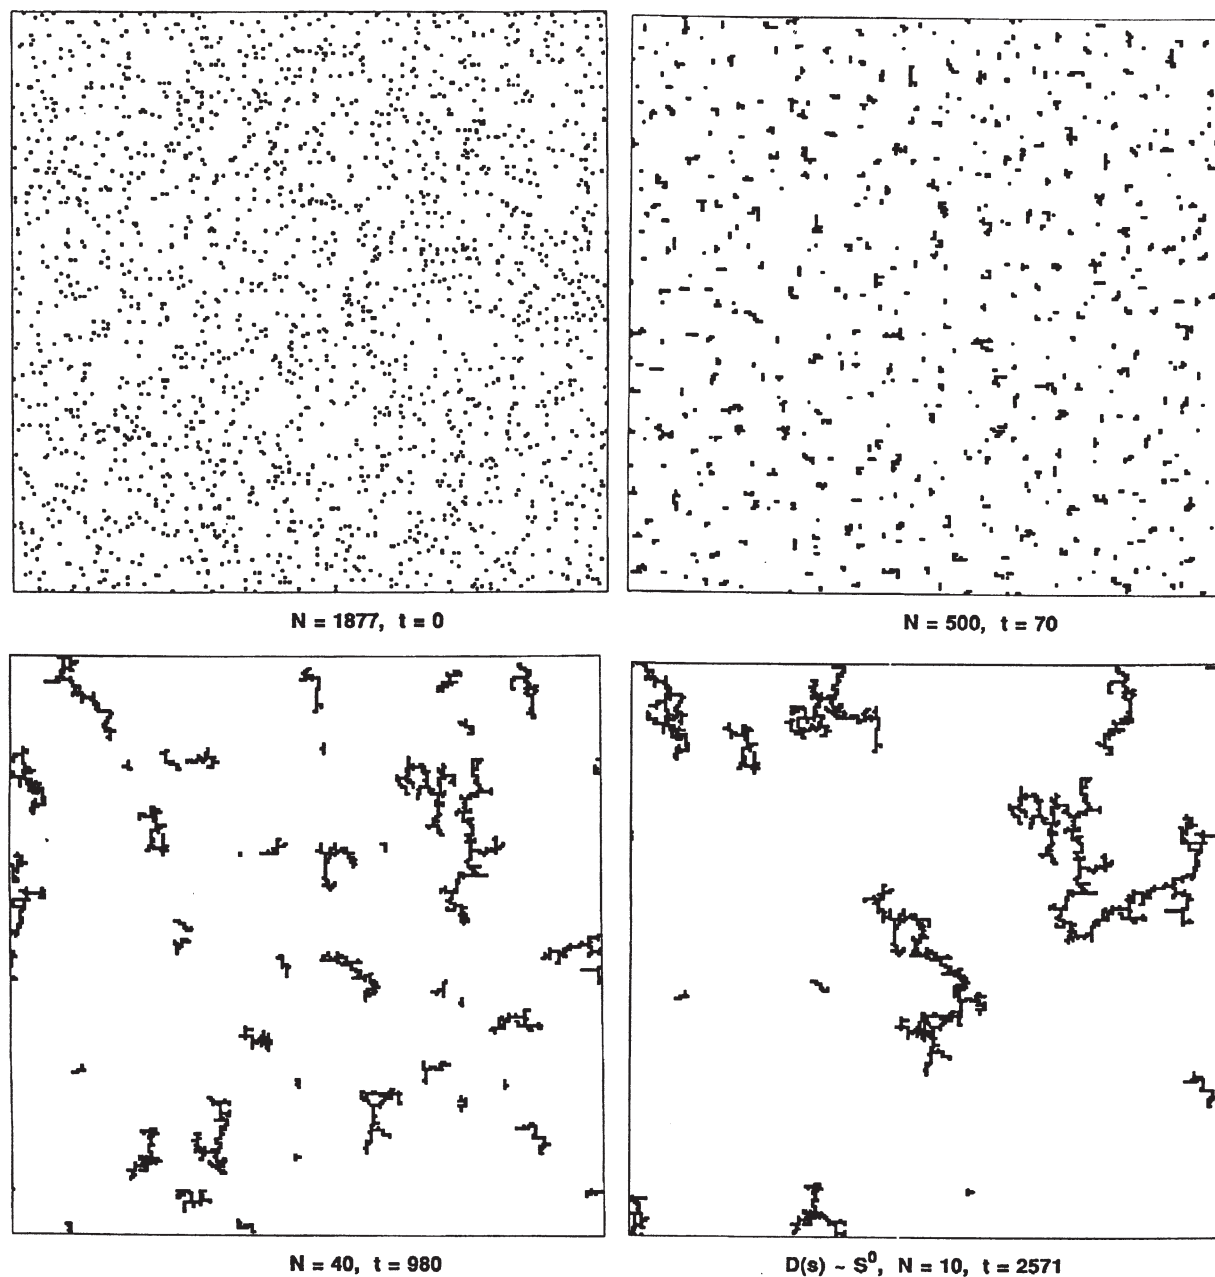 N = 1877, t = 0
N = 500, t = 70
N = 40, t = 980
D(s) ~ S⁰, N = 10, t = 2571